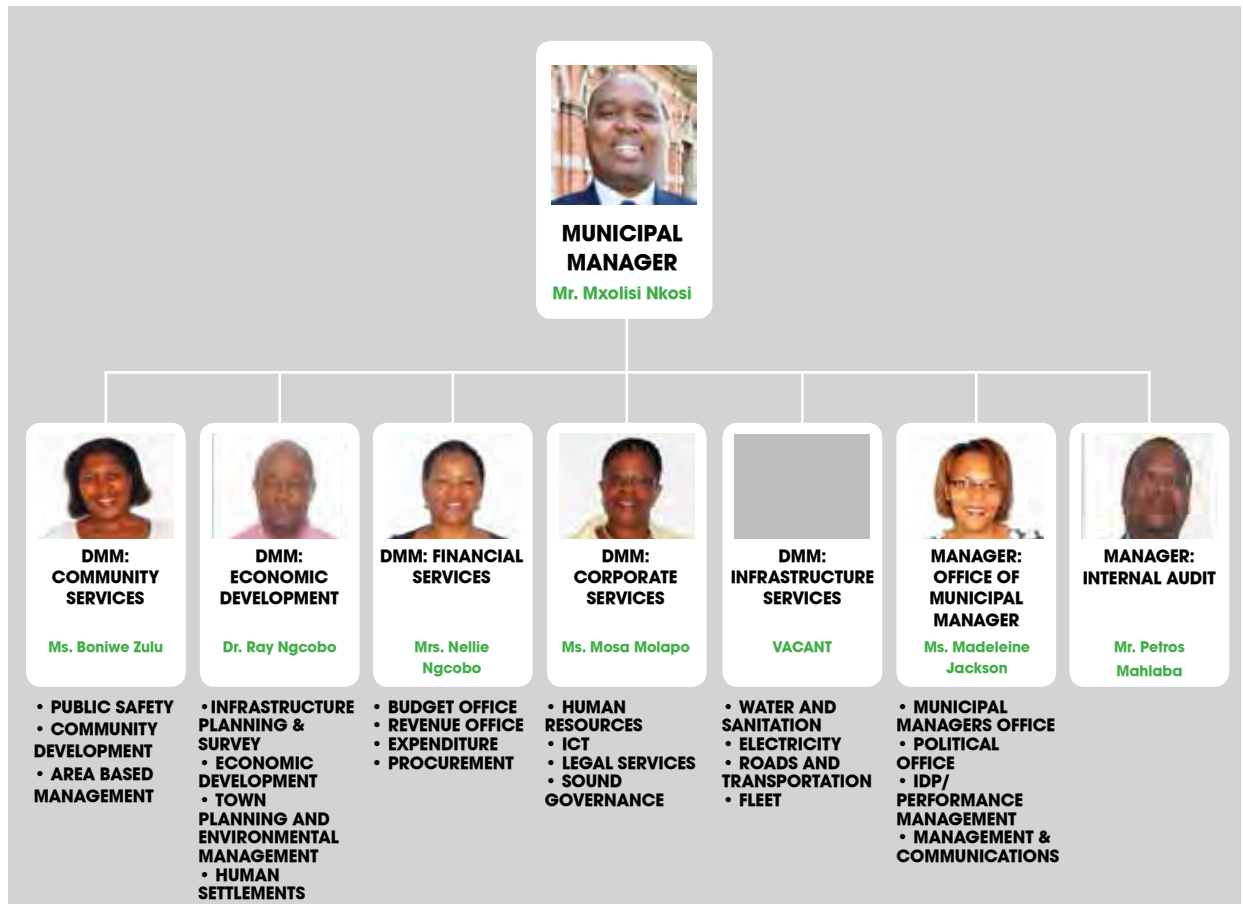 MUNICIPAL
MANAGER
Mr. Mxolisi Nkosi
DMM:
COMMUNITY
SERVICES
Ms. Boniwe Zulu
• PUBLIC SAFETY
• COMMUNITY
DEVELOPMENT
• AREA BASED
MANAGEMENT
DMM:
ECONOMIC
DEVELOPMENT
Dr. Ray Ngcobo
•INFRASTRUCTURE
PLANNING &
SURVEY
• ECONOMIC
DEVELOPMENT
• TOWN
PLANNING AND
ENVIRONMENTAL
MANAGEMENT
• HUMAN
SETTLEMENTS
DMM: FINANCIAL
SERVICES
Mrs. Nellie
Ngcobo
• BUDGET OFFICE
• REVENUE OFFICE
• EXPENDITURE
• PROCUREMENT
DMM:
CORPORATE
SERVICES
Ms. Mosa Molapo
• HUMAN
RESOURCES
• ICT
• LEGAL SERVICES
• SOUND
GOVERNANCE
DMM:
INFRASTRUCTURE
SERVICES
VACANT
• WATER AND
SANITATION
• ELECTRICITY
• ROADS AND
TRANSPORTATION
• FLEET
MANAGER:
OFFICE OF
MUNICIPAL
MANAGER
Ms. Madeleine
Jackson
• MUNICIPAL
MANAGERS OFFICE
• POLITICAL
OFFICE
• IDP/
PERFORMANCE
MANAGEMENT
• MANAGEMENT &
COMMUNICATIONS
MANAGER:
INTERNAL AUDIT
Mr. Petros
Mahlaba